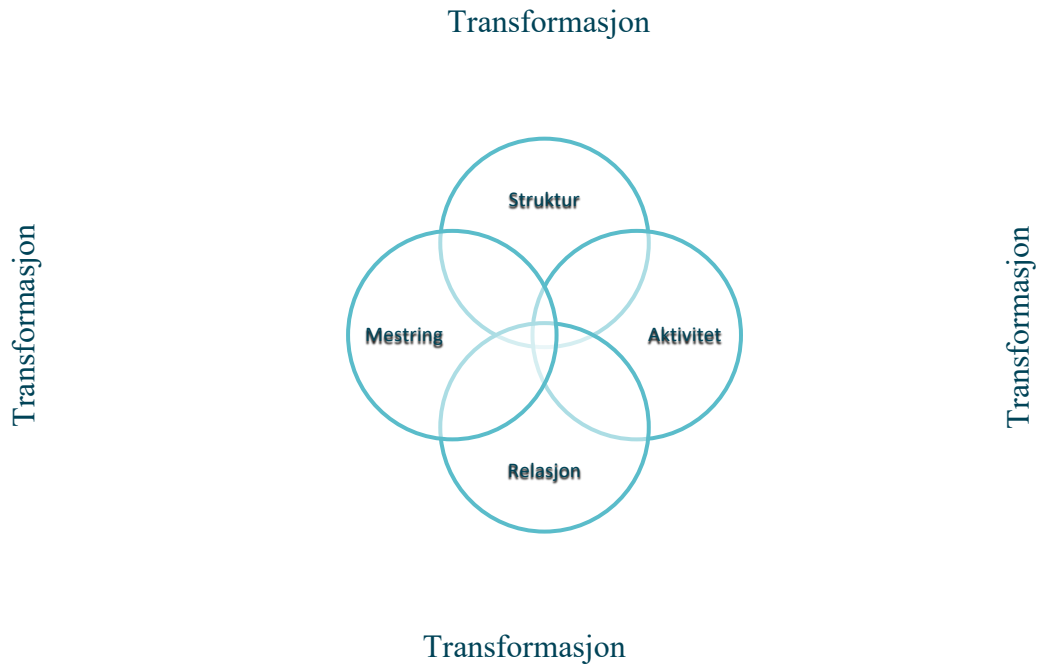 Transformasjon
Struktur
Transformasjon
Mestring
Aktivitet
Transformasjon
Relasjon
Transformasjon